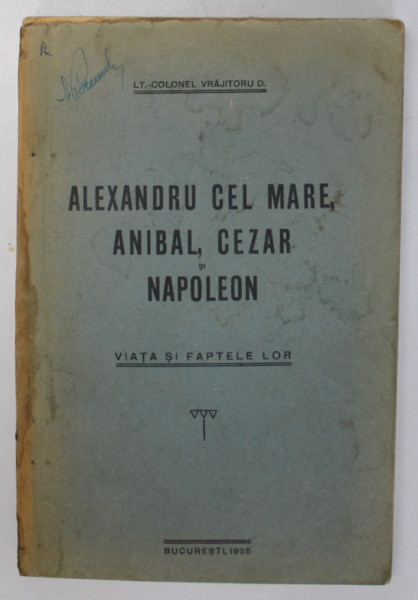 LT.-COLONEL VRĂJITORU D.
ALEXANDRU CEL MARE,
ANIBAL, CEZAR
ȘI
NAPOLEON
VIAȚA ȘI FAPTELE LOR
BUCUREȘTI, 1935